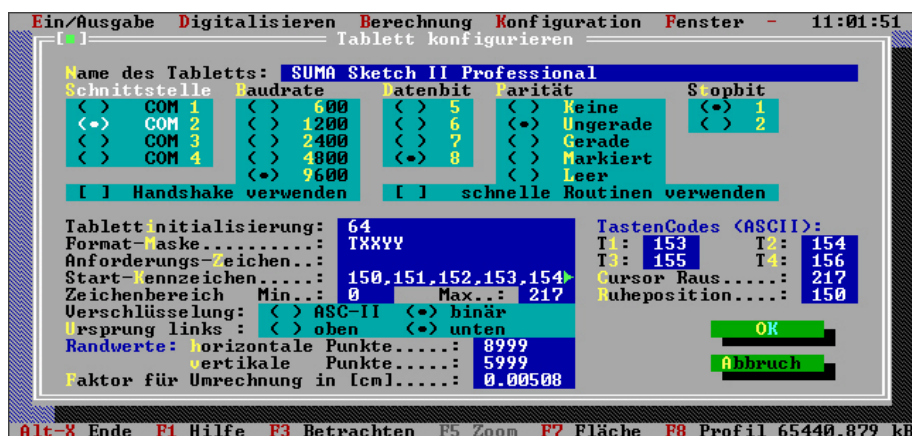 Ein/Ausgabe Digitalisieren Berechnung Konfiguration Fenster - 11:01:51
[■] Tablett konfigurieren
Name des Tabletts: SUMA Sketch II Professional
Schnittstelle Baudrate Datenbit Parität Stopbit
( ) COM 1 ( ) 600 ( ) 5 ( ) Keine (•) 1
(•) COM 2 ( ) 1200 ( ) 6 (•) Ungerade ( ) 2
( ) COM 3 ( ) 2400 ( ) 7 ( ) Gerade
( ) COM 4 ( ) 4800 (•) 8 ( ) Markiert
(•) 9600 ( ) Leer
[ ] Handshake verwenden [ ] schnelle Routinen verwenden
Tablettinitialisierung: 64 TastenCodes (ASCII):
Format-Maske..........: TXXYY T1: 153 T2: 154
Anforderungs-Zeichen..: T3: 155 T4: 156
Start-Kennzeichen.....: 150,151,152,153,154► Cursor Raus.....: 217
Zeichenbereich Min..: 0 Max..: 217 Ruheposition....: 150
Verschlüsselung: ( ) ASC-II (•) binär
Ursprung links : ( ) oben (•) unten OK
Randwerte: horizontale Punkte.....: 8999
vertikale Punkte.....: 5999 Abbruch
Faktor für Umrechnung in [cm].....: 0.00508
Alt-X Ende F1 Hilfe F3 Betrachten F5 Zoom F7 Fläche F8 Profil 65440.879 kB